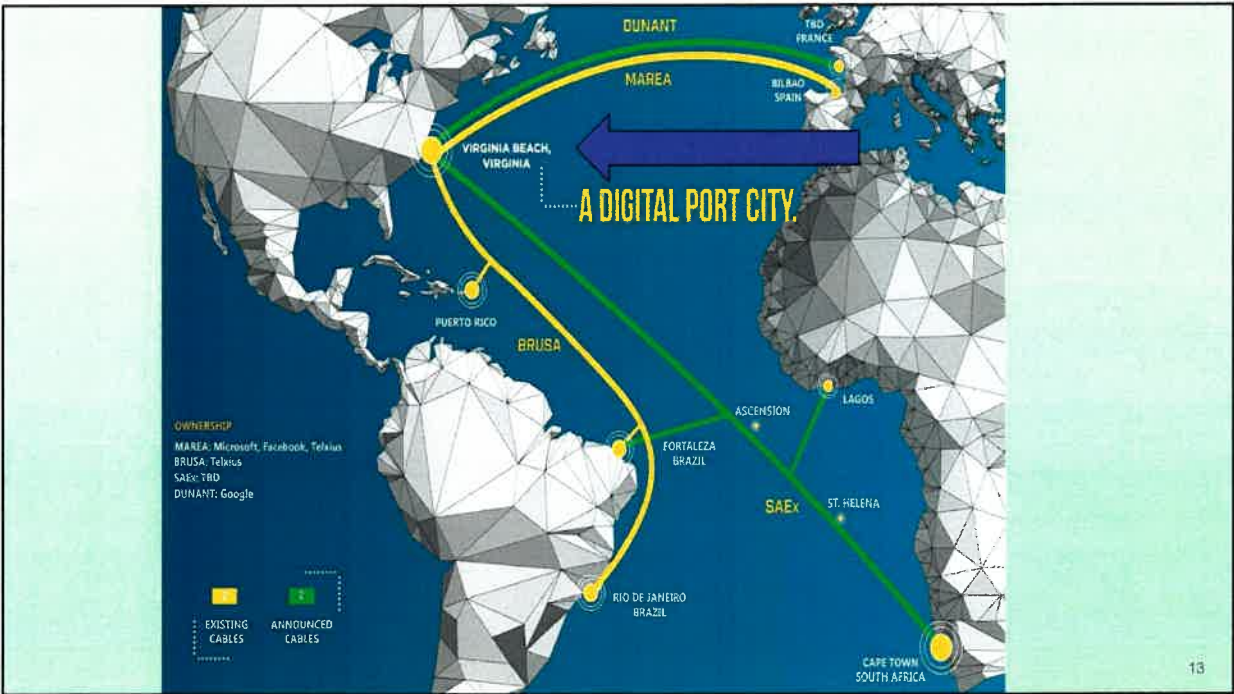 DUNANT
TBD
FRANCE
MAREA
BILBAO
SPAIN
VIRGINIA BEACH,
VIRGINIA
A DIGITAL PORT CITY.
PUERTO RICO
BRUSA
ASCENSION
LAGOS
FORTALEZA
BRAZIL
SAEx
ST. HELENA
OWNERSHIP
MAREA: Microsoft, Facebook, Telxius
BRUSA: Telxius
SAEx: TBD
DUNANT: Google
2
2
EXISTING
CABLES
ANNOUNCED
CABLES
RIO DE JANEIRO
BRAZIL
CAPE TOWN
SOUTH AFRICA
13